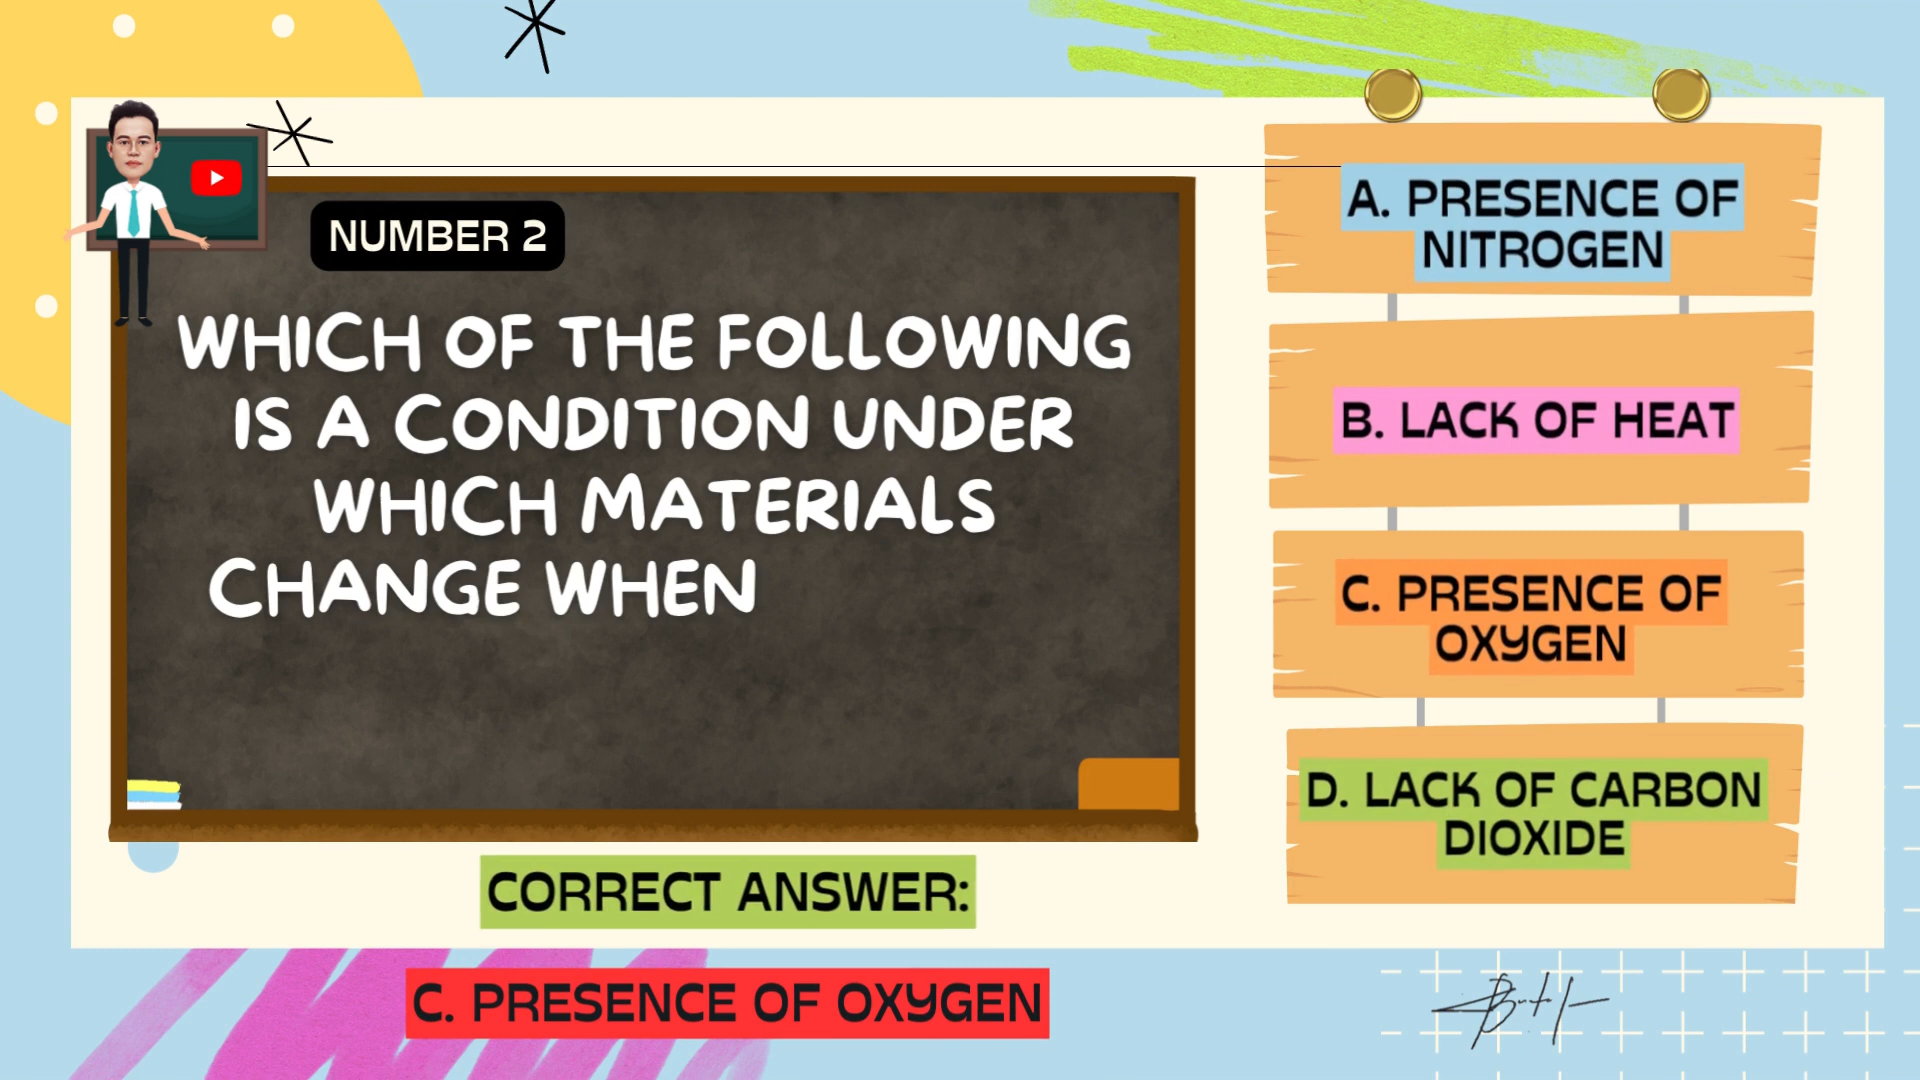 NUMBER 2
WHICH OF THE FOLLOWING
IS A CONDITION UNDER
WHICH MATERIALS
CHANGE WHEN
A. PRESENCE OF
NITROGEN
B. LACK OF HEAT
C. PRESENCE OF
OXYGEN
D. LACK OF CARBON
DIOXIDE
CORRECT ANSWER:
C. PRESENCE OF OXYGEN